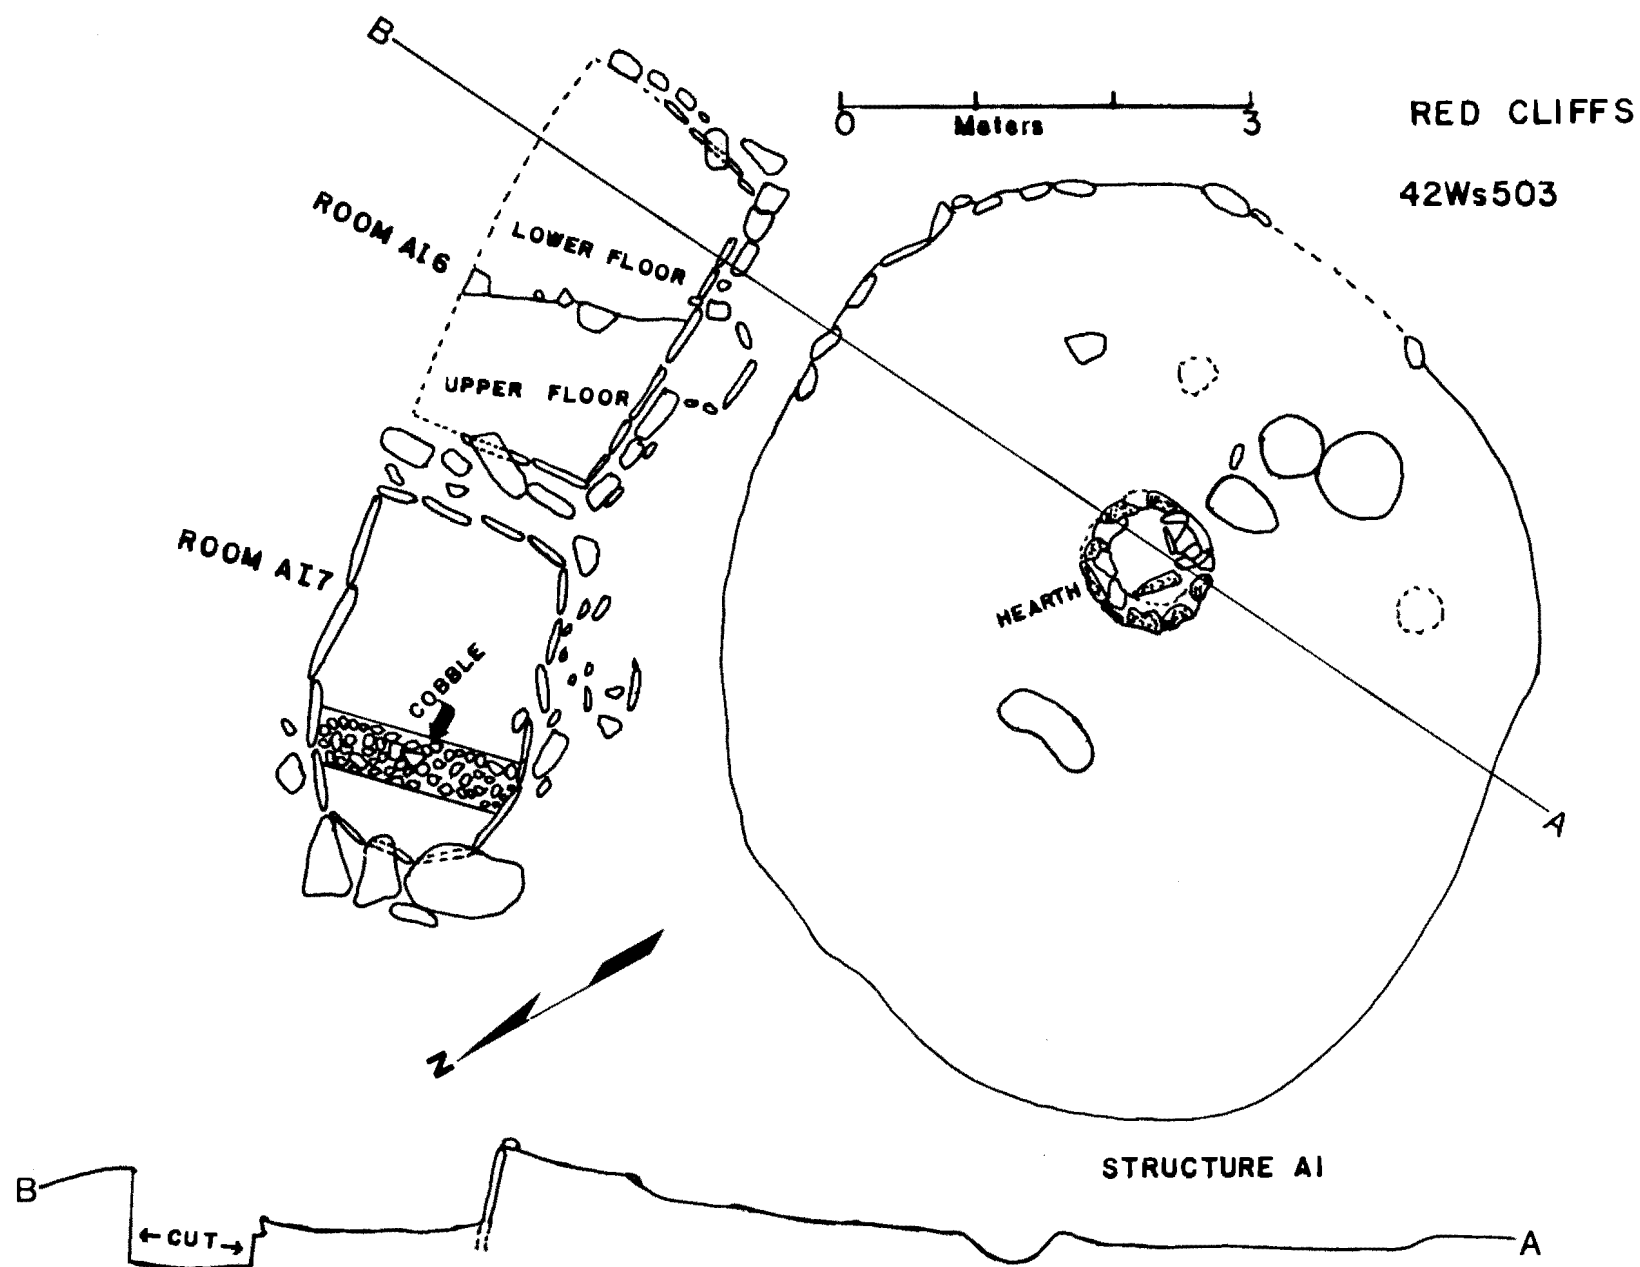 B
0 Meters 3
RED CLIFFS
42Ws503
ROOM AI6
LOWER FLOOR
UPPER FLOOR
ROOM AI7
HEARTH
COBBLE
A
N
STRUCTURE AI
B
←CUT→
A